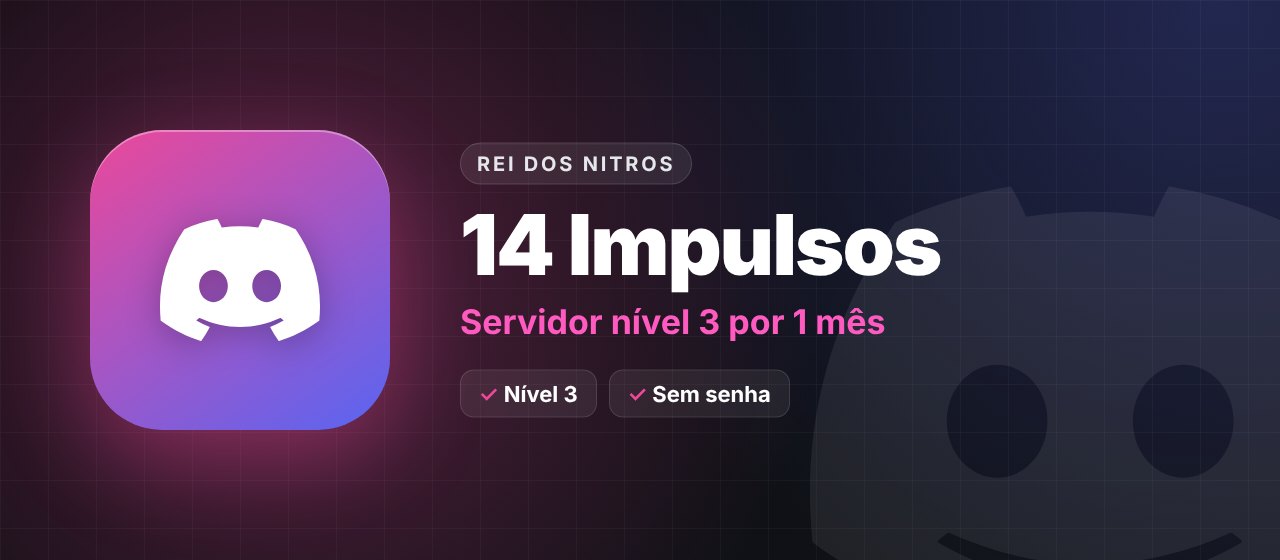 REI DOS NITROS
14 Impulsos
Servidor nível 3 por 1 mês
Nível 3
Sem senha